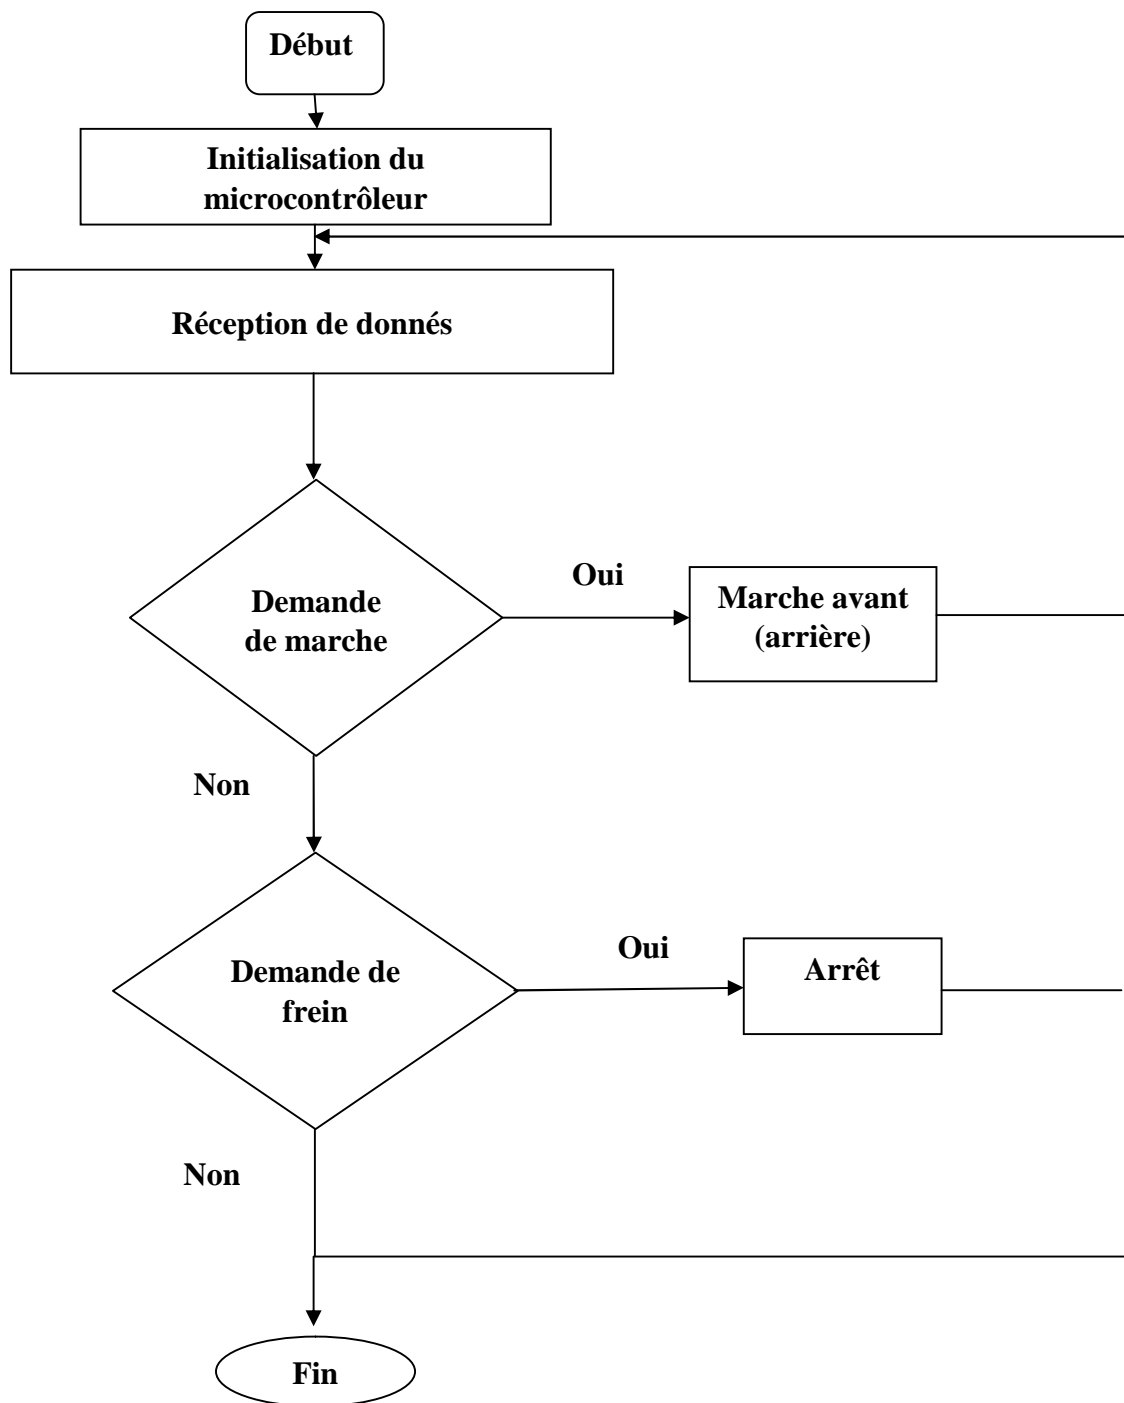 Début
Initialisation du
microcontrôleur
Réception de donnés
Oui
Demande
de marche
Marche avant
(arrière)
Non
Oui
Demande de
frein
Arrêt
Non
Fin